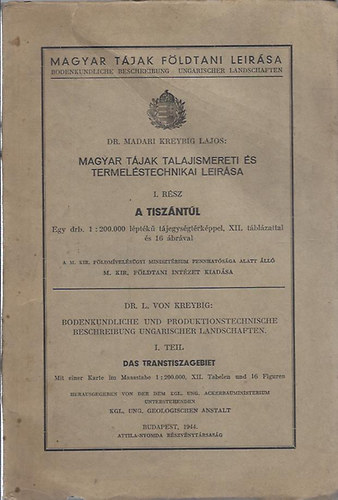 MAGYAR TÁJAK FÖLDTANI LEIRÁSA
BODENKUNDLICHE BESCHREIBUNG UNGARISCHER LANDSCHAFTEN
DR. MADARI KREYBIG LAJOS:
MAGYAR TÁJAK TALAJISMERETI ÉS
TERMELÉSTECHNIKAI LEIRÁSA
I. RÉSZ
A TISZÁNTÚL
Egy drb. 1 : 200.000 léptékű tájegységtérképpel, XII. táblázattal
és 16 ábrával
A M. KIR. FÖLDMŰVELÉSÜGYI MINISZTÉRIUM FENNHATÓSÁGA ALATT ÁLLÓ
M. KIR. FÖLDTANI INTÉZET KIADÁSA
DR. L. VON KREYBIG:
BODENKUNDLICHE UND PRODUKTIONSTECHNISCHE
BESCHREIBUNG UNGARISCHER LANDSCHAFTEN.
I. TEIL
DAS TRANSTISZAGEBIET
Mit einer Karte im Masstabe 1 : 200.000, XII. Tabelen und 16 Figuren
HERAUSGEGEBEN VON DER DEM KGL. UNG. ACKERBAUMINISTERIUM
UNTERSTEHENDEN
KGL. UNG. GEOLOGISCHEN ANSTALT
BUDAPEST, 1944.
ATTILA-NYOMDA RÉSZVÉNYTÁRSASÁG